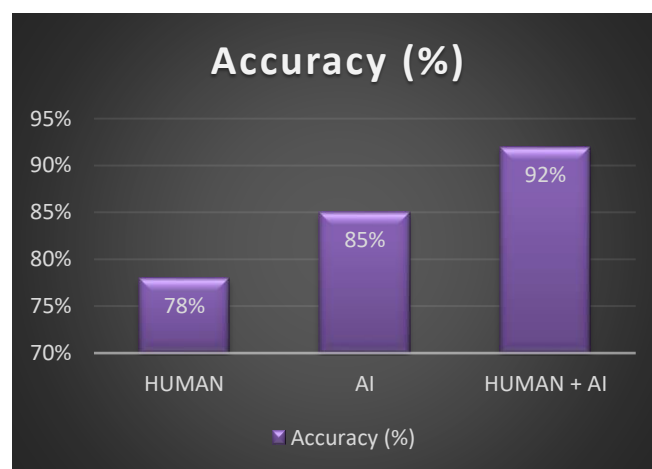 Accuracy (%)
95%
90%
85%
80%
75%
70%
78%
85%
92%
HUMAN
AI
HUMAN + AI
Accuracy (%)